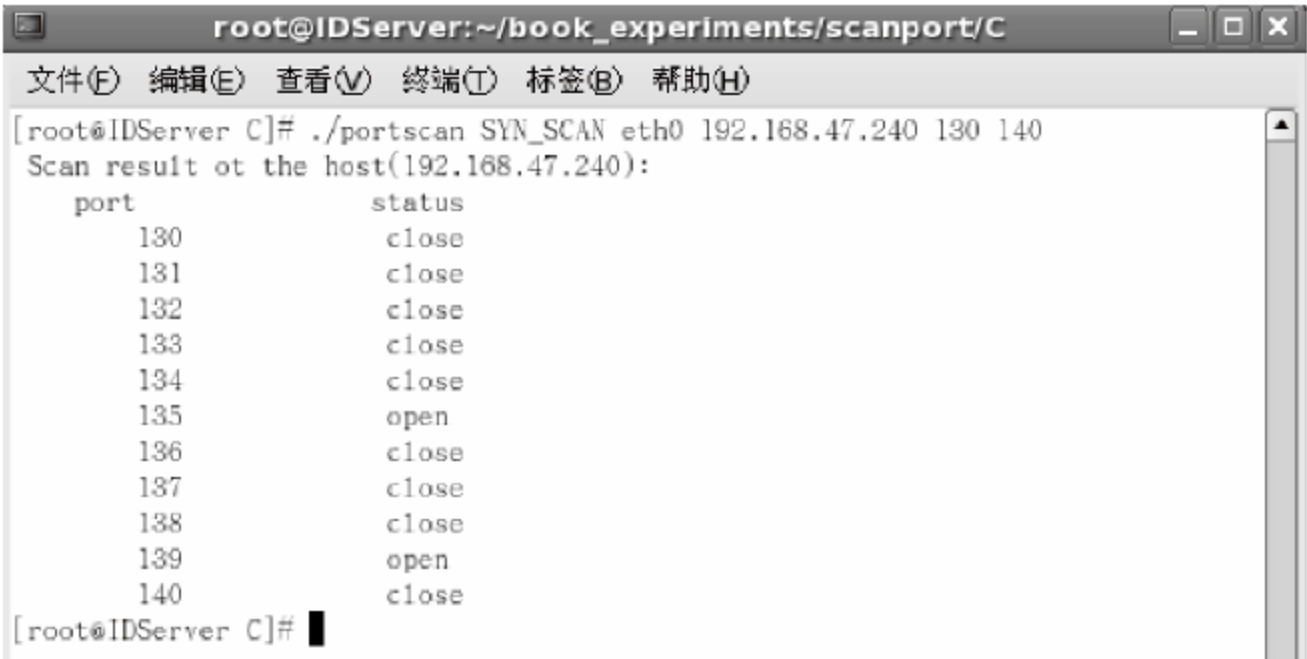 root@IDServer:~/book_experiments/scanport/C
文件(F) 编辑(E) 查看(V) 终端(T) 标签(B) 帮助(H)
[root@IDServer C]# ./portscan SYN_SCAN eth0 192.168.47.240 130 140
Scan result ot the host(192.168.47.240):
port status
130 close
131 close
132 close
133 close
134 close
135 open
136 close
137 close
138 close
139 open
140 close
[root@IDServer C]#